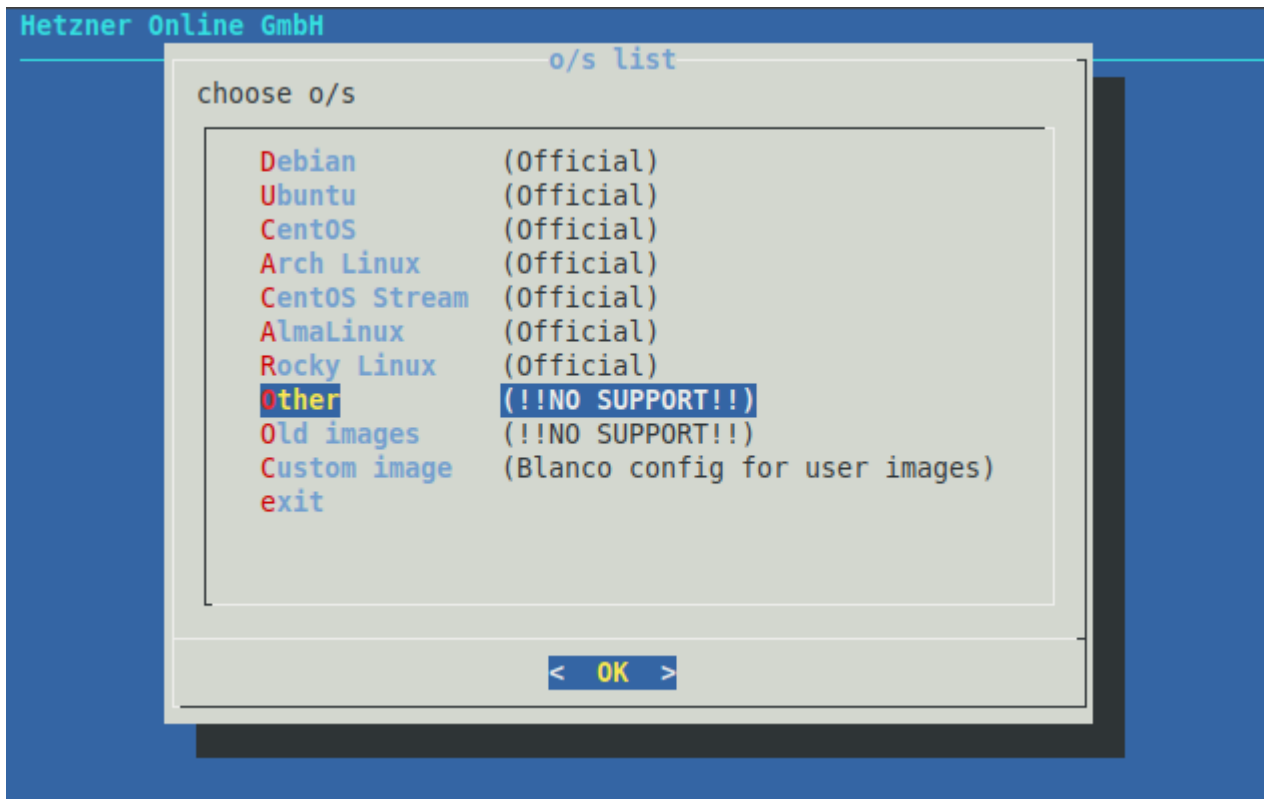 Hetzner Online GmbH
o/s list
choose o/s
Debian (Official)
Ubuntu (Official)
CentOS (Official)
Arch Linux (Official)
CentOS Stream (Official)
AlmaLinux (Official)
Rocky Linux (Official)
Other (!!NO SUPPORT!!)
Old images (!!NO SUPPORT!!)
Custom image (Blanco config for user images)
exit
< OK >